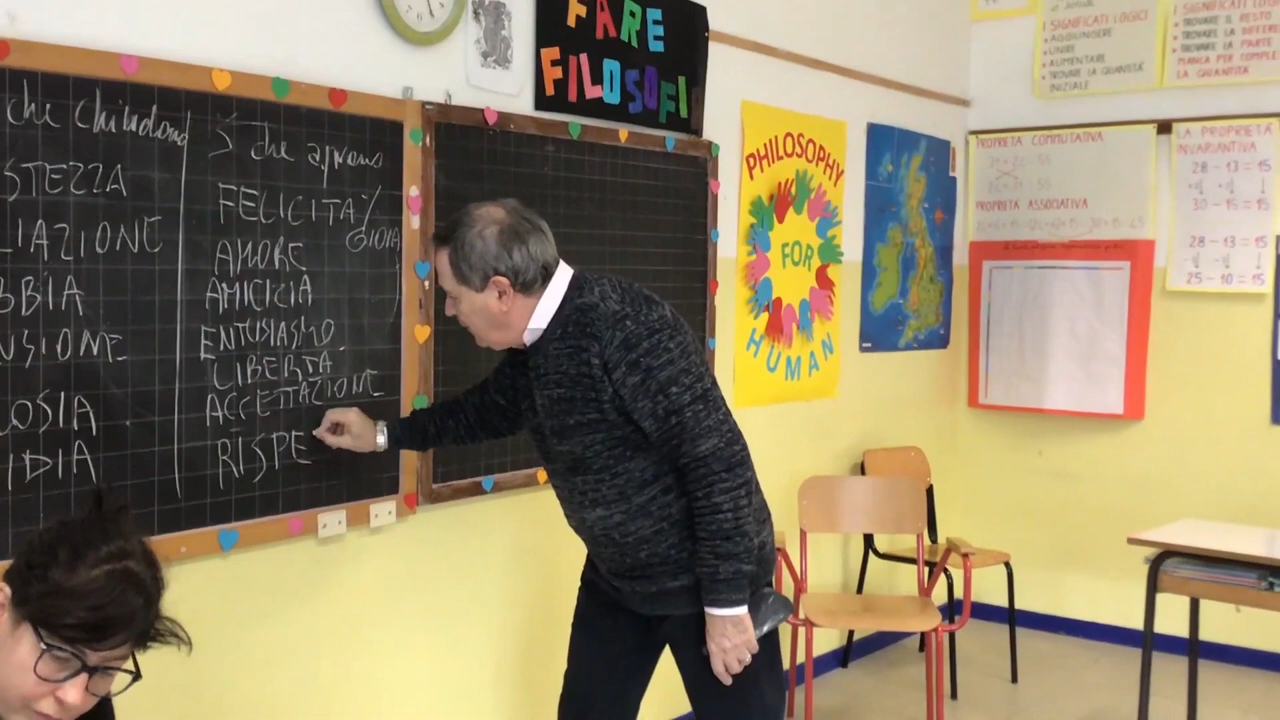 che chiudono
STEZZA
LIAZIONE
BBIA
NSIONE
LOSIA
IDIA
che aprono
FELICITÀ/
GIOIA
AMORE
AMICIZIA
ENTUSIASMO
LIBERTÀ
ACCETTAZIONE
RISPE
FARE
FILOSOFI
PHILOSOPHY
FOR
HUMAN
I SIGNIFICATI LOGICI
AGGIUNGERE
UNIRE
AUMENTARE
TROVARE LA QUANTITÀ
INIZIALE
I SIGNIFICATI LOGICI
TROVARE IL RESTO
TROVARE LA DIFFERE
TROVARE LA PARTE
MANCA PER COMPLE
LA QUANTITÀ
PROPRIETÀ COMMUTATIVA
PROPRIETÀ ASSOCIATIVA
LA PROPRIETÀ
INVARIANTIVA
28 - 13 = 15
30 - 15 = 15
28 - 13 = 15
25 - 10 = 15